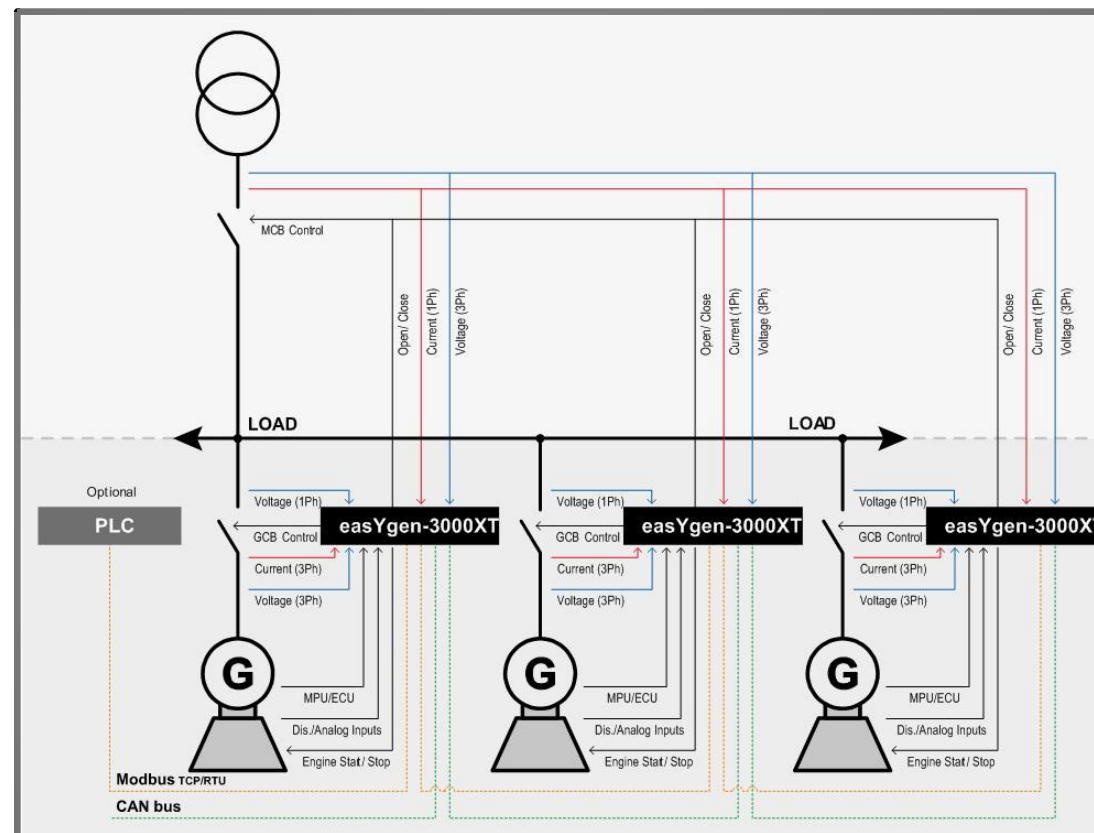 MCB Control
Open/ Close
Current (1Ph)
Voltage (3Ph)
Open/ Close
Current (1Ph)
Voltage (3Ph)
Open/ Close
Current (1Ph)
Voltage (3Ph)
LOAD
LOAD
Optional
PLC
Voltage (1Ph)
easYgen-3000XT
GCB Control
Current (3Ph)
Voltage (3Ph)
Voltage (1Ph)
easYgen-3000XT
GCB Control
Current (3Ph)
Voltage (3Ph)
Voltage (1Ph)
easYgen-3000XT
GCB Control
Current (3Ph)
Voltage (3Ph)
G
G
G
MPU/ECU
Dis./Analog Inputs
Engine Stat/ Stop
MPU/ECU
Dis./Analog Inputs
Engine Stat/ Stop
MPU/ECU
Dis./Analog Inputs
Engine Stat/ Stop
Modbus TCP/RTU
CAN bus